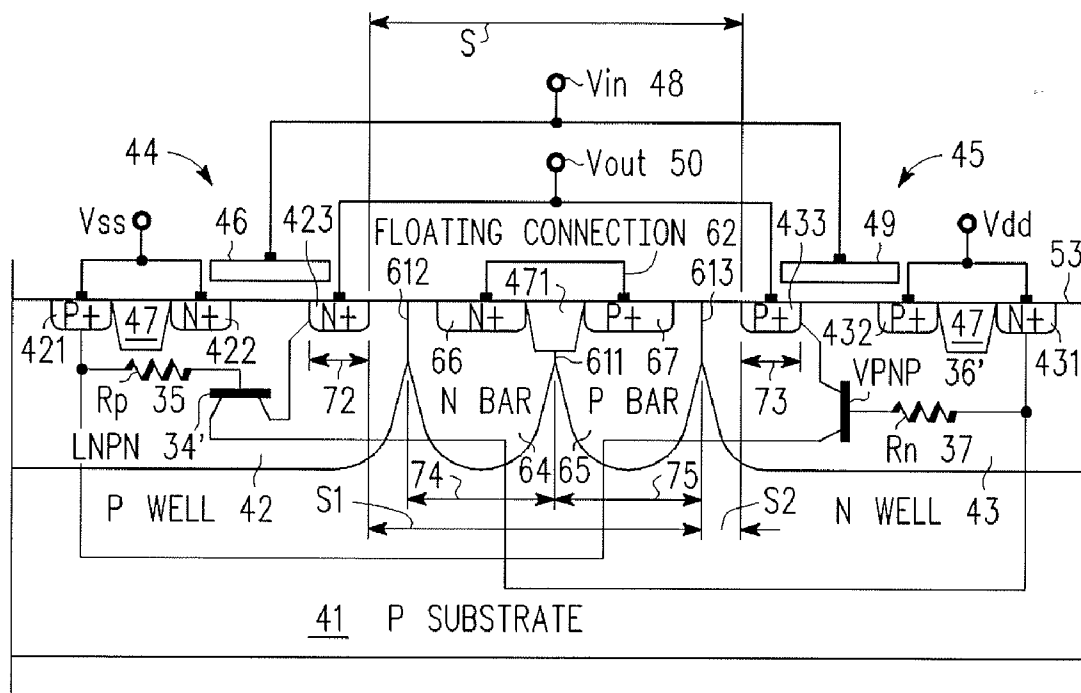 S
Vin 48
44
Vout 50
45
Vss
46
423
FLOATING CONNECTION 62
433
49
Vdd
612
471
613
53
P+
47
N+
N+
N+
P+
P+
P+
47
N+
421
422
66
611
67
432
431
Rp 35
72
N BAR
P BAR
73
VPNP 36'
LNPN 34'
Rn 37
74
64
65
75
P WELL 42
S1
S2
N WELL 43
41 P SUBSTRATE